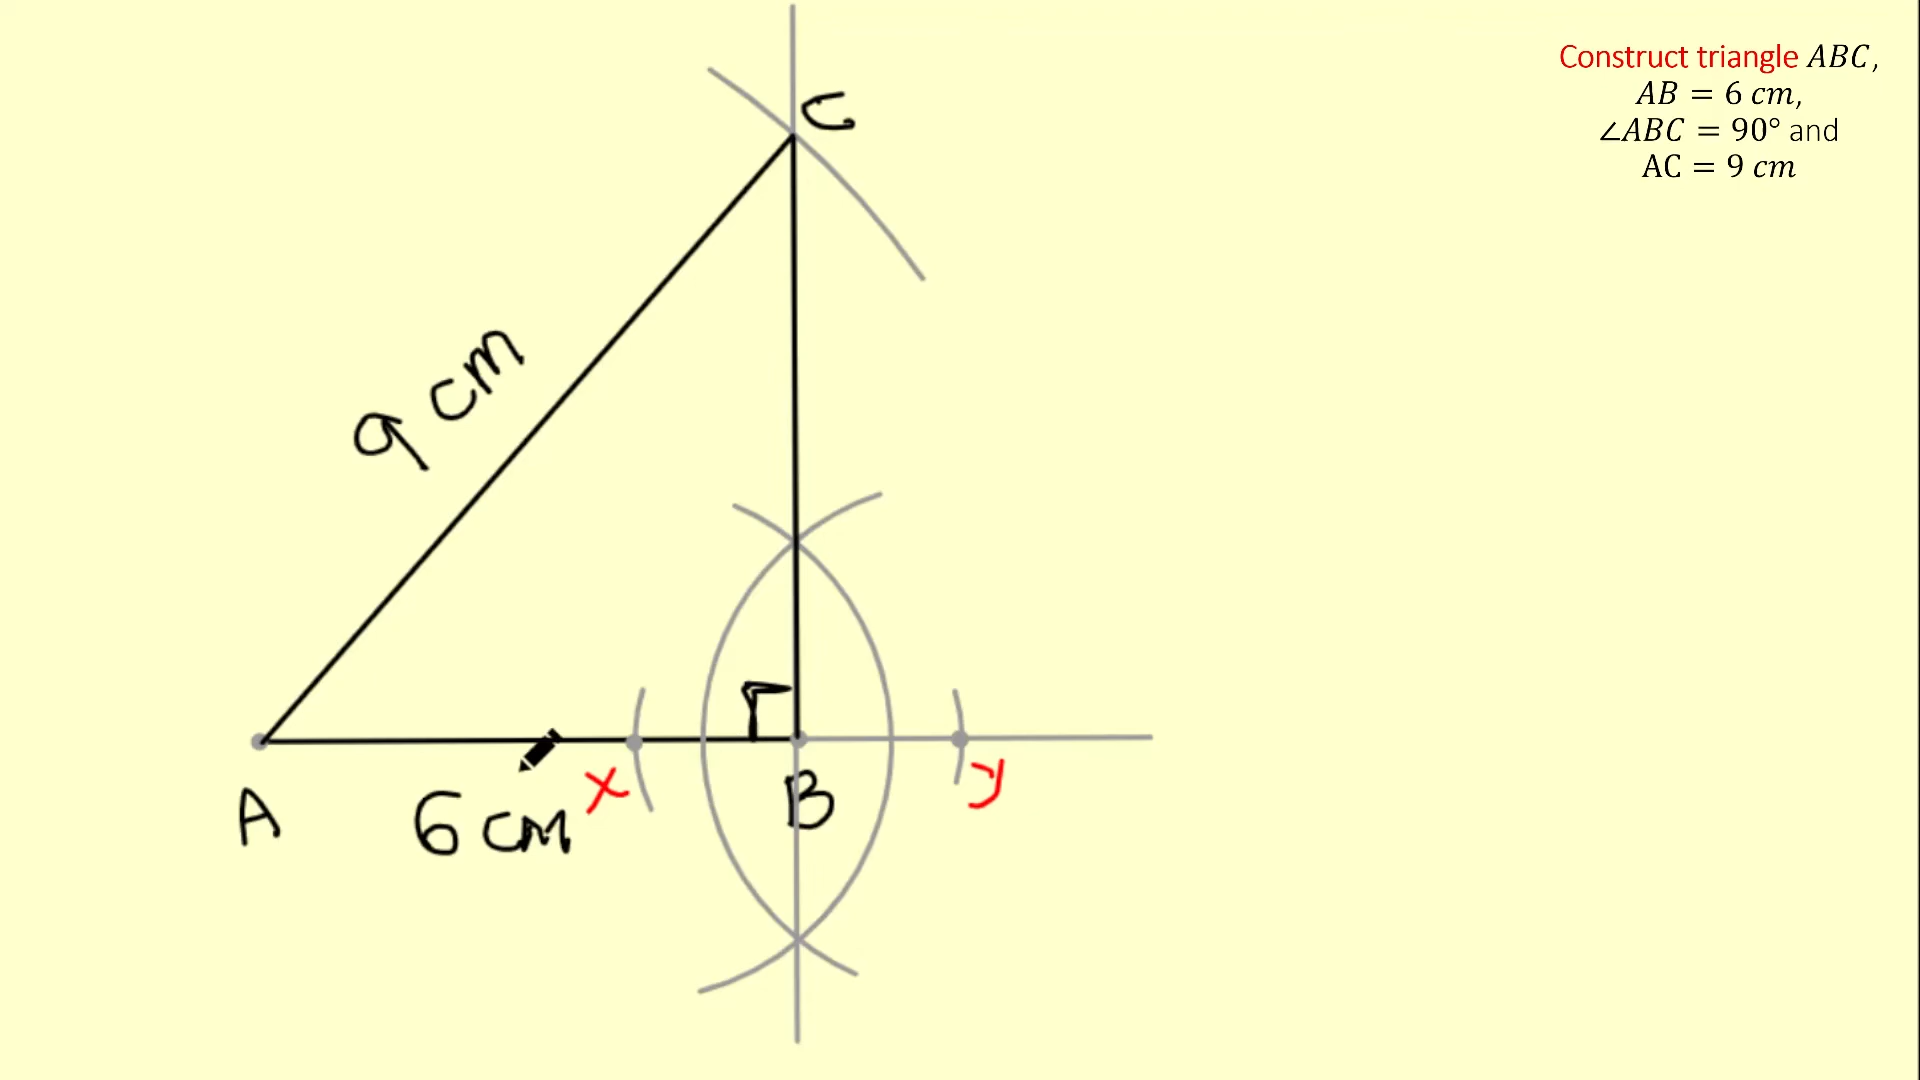 Construct triangle 𝐴𝐵𝐶,
𝐴𝐵 = 6 𝑐𝑚,
∠𝐴𝐵𝐶 = 90° and
AC = 9 𝑐𝑚
C
9 cm
x
y
A
6 cm
B